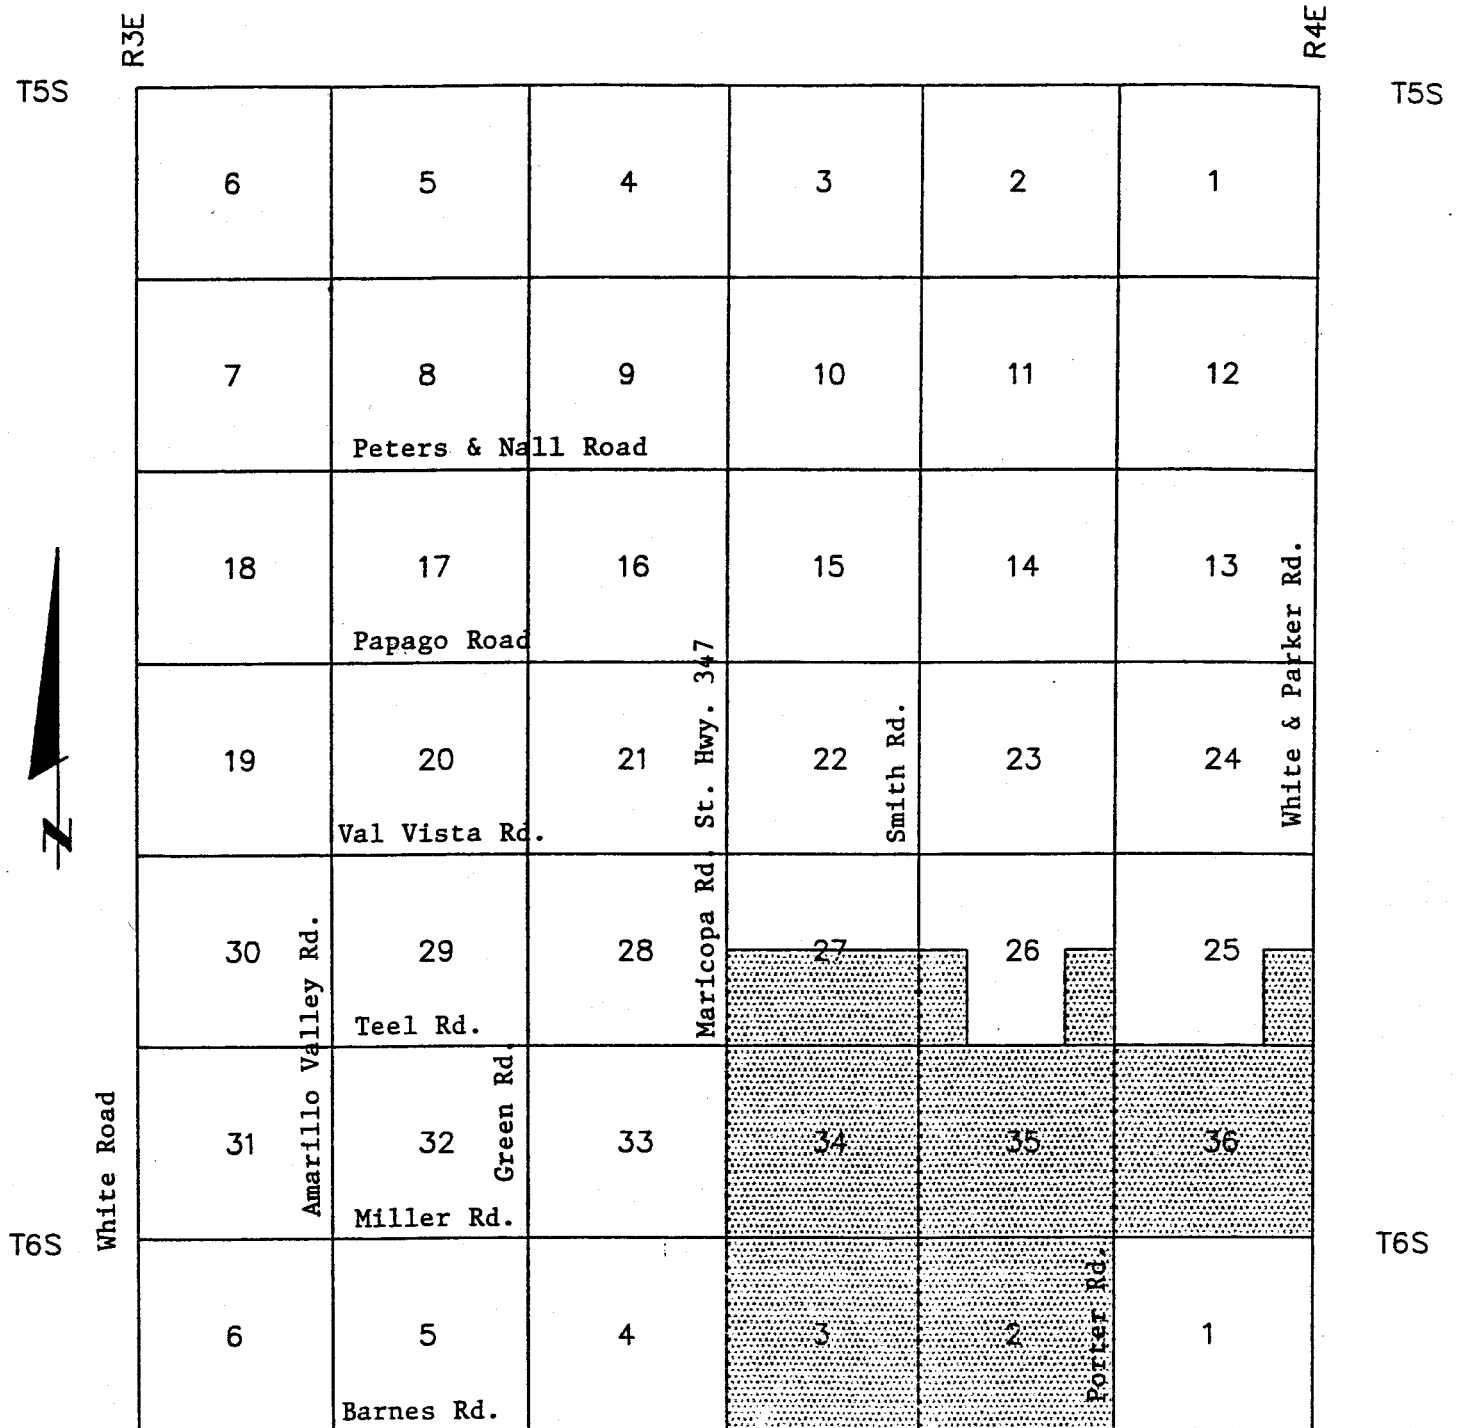 R3E
R4E
T5S
T5S
6 5 4 3 2 1
7 8 9 10 11 12
Peters & Nall Road
18 17 16 15 14 13
Papago Road
Maricopa Rd. St. Hwy. 347
Smith Rd.
White & Parker Rd.
19 20 21 22 23 24
Val Vista Rd.
N
30 29 28 27 26 25
Amarillo Valley Rd.
Teel Rd.
Green Rd.
White Road
31 32 33 34 35 36
Miller Rd.
T6S
T6S
Porter Rd.
6 5 4 3 2 1
Barnes Rd.